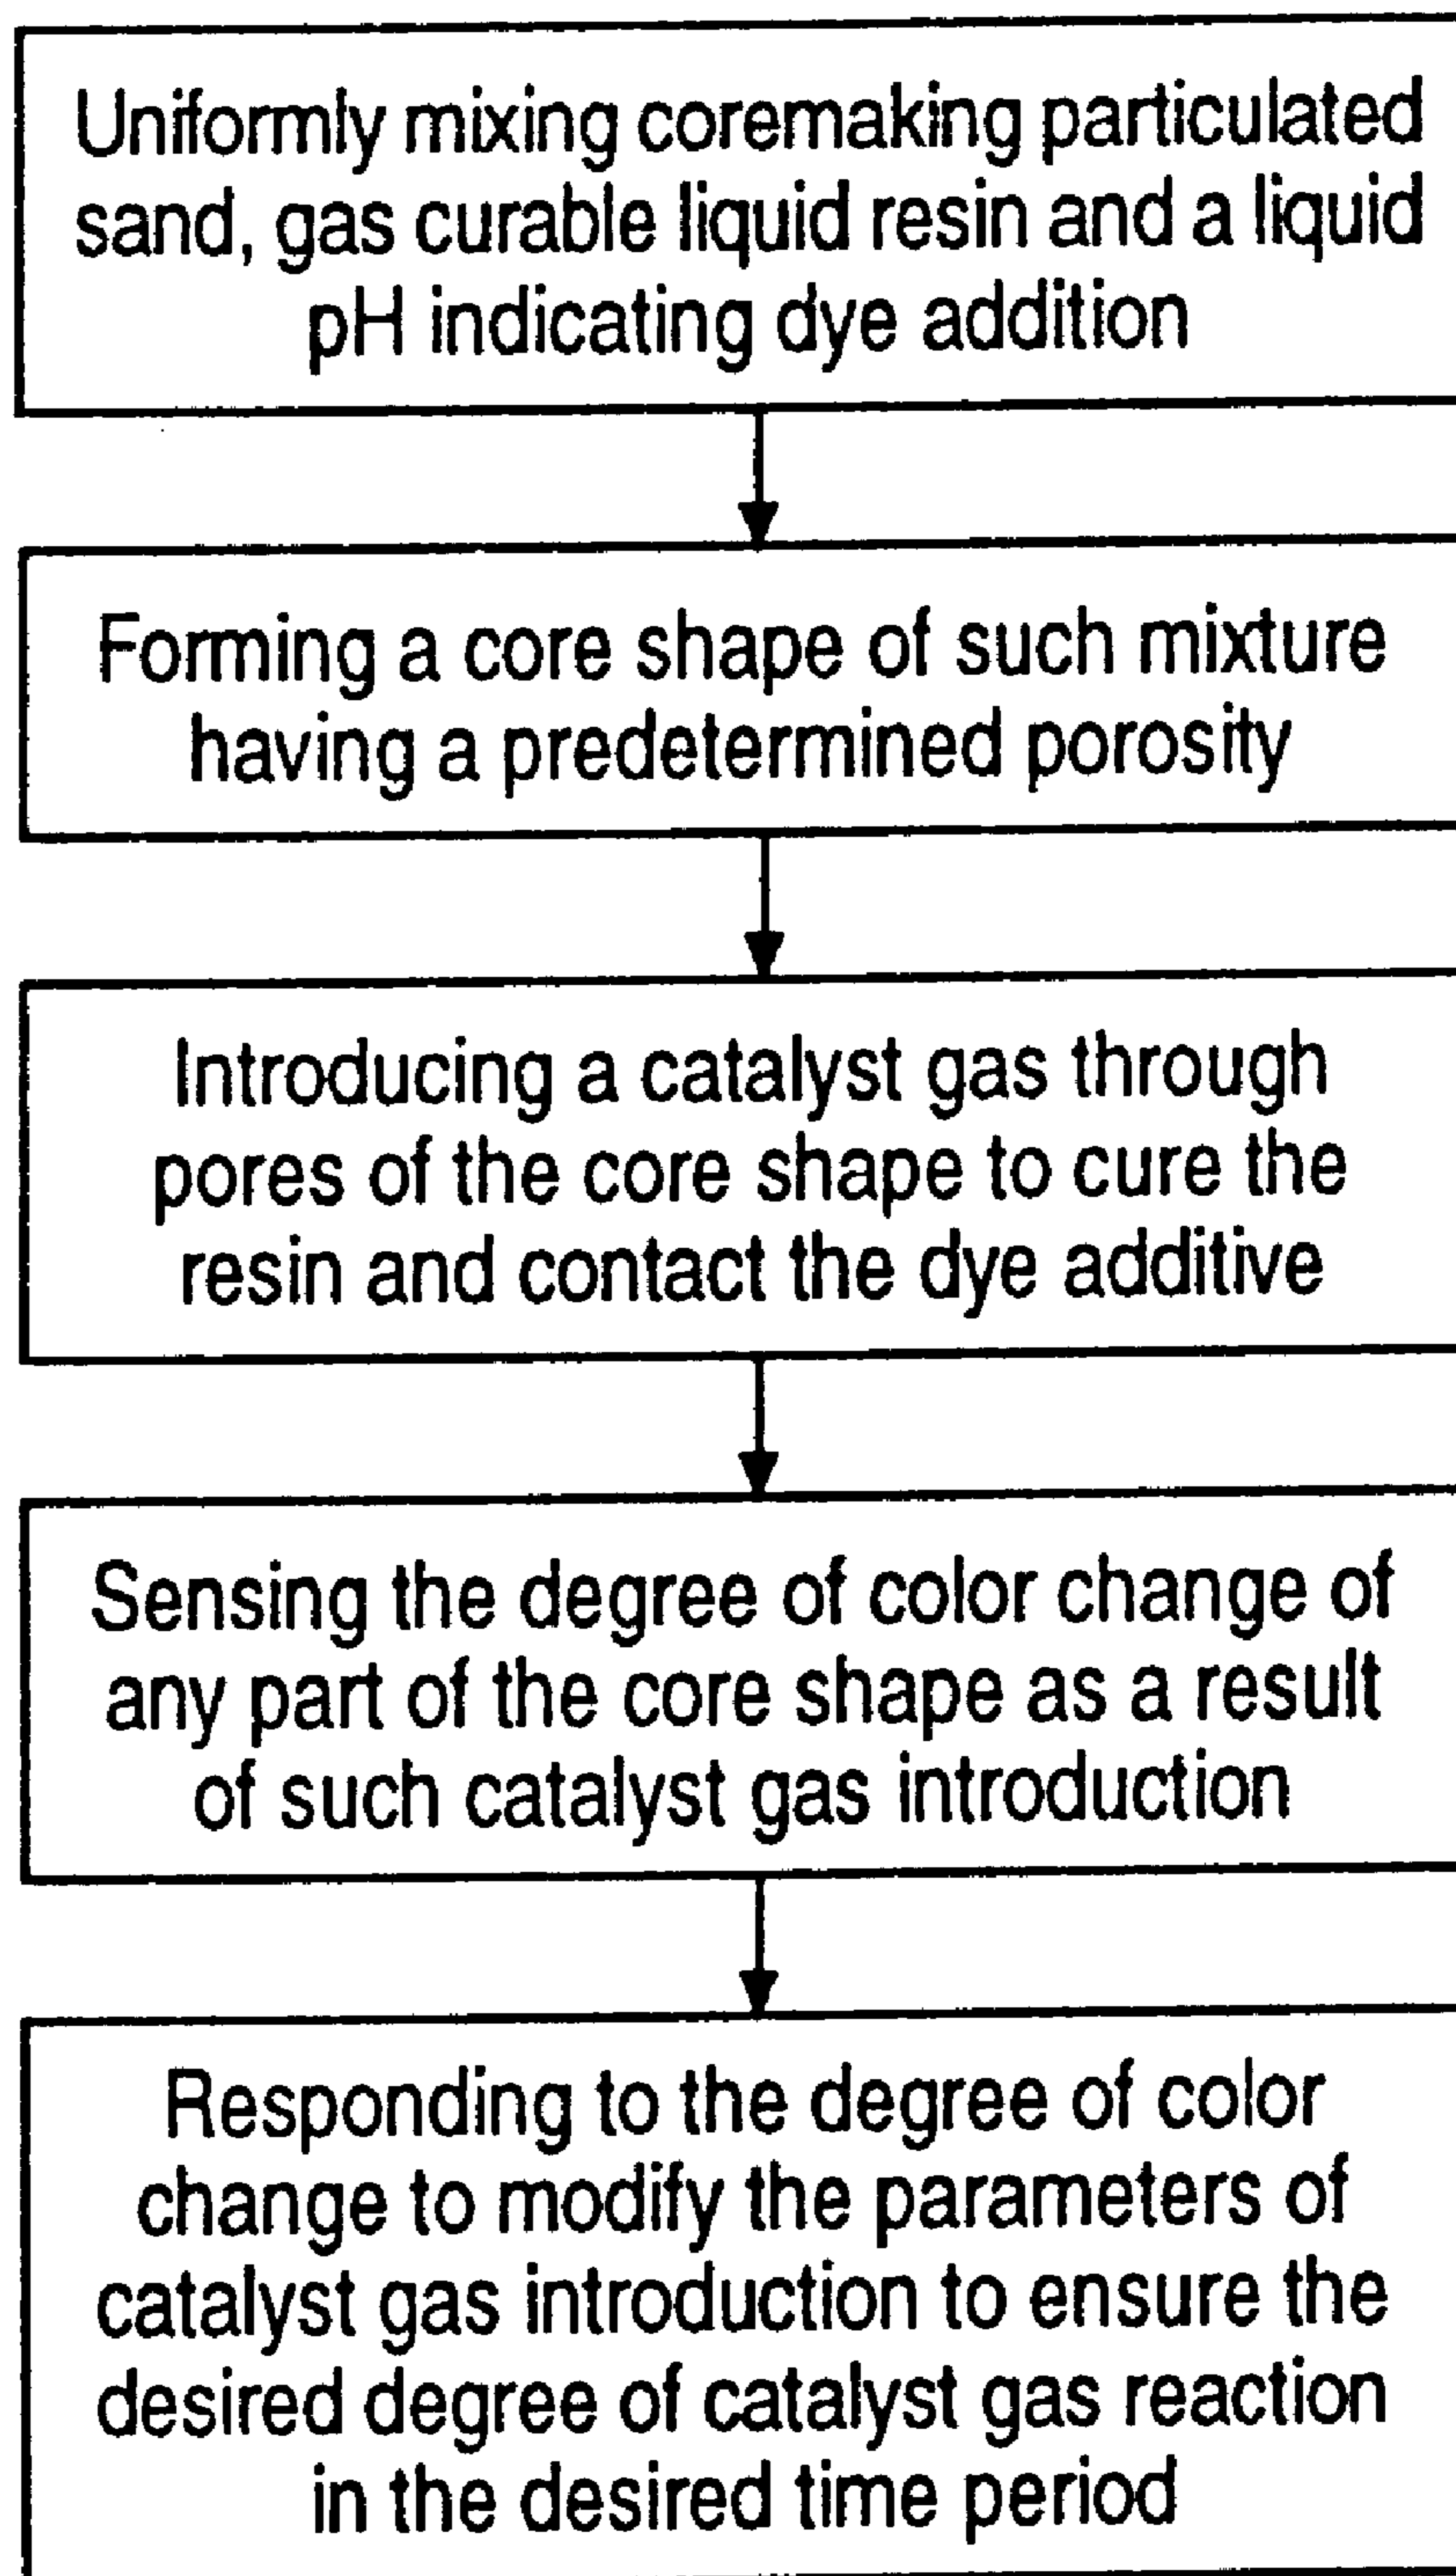 Uniformly mixing coremaking particulated
sand, gas curable liquid resin and a liquid
pH indicating dye addition
Forming a core shape of such mixture
having a predetermined porosity
Introducing a catalyst gas through
pores of the core shape to cure the
resin and contact the dye additive
Sensing the degree of color change of
any part of the core shape as a result
of such catalyst gas introduction
Responding to the degree of color
change to modify the parameters of
catalyst gas introduction to ensure the
desired degree of catalyst gas reaction
in the desired time period